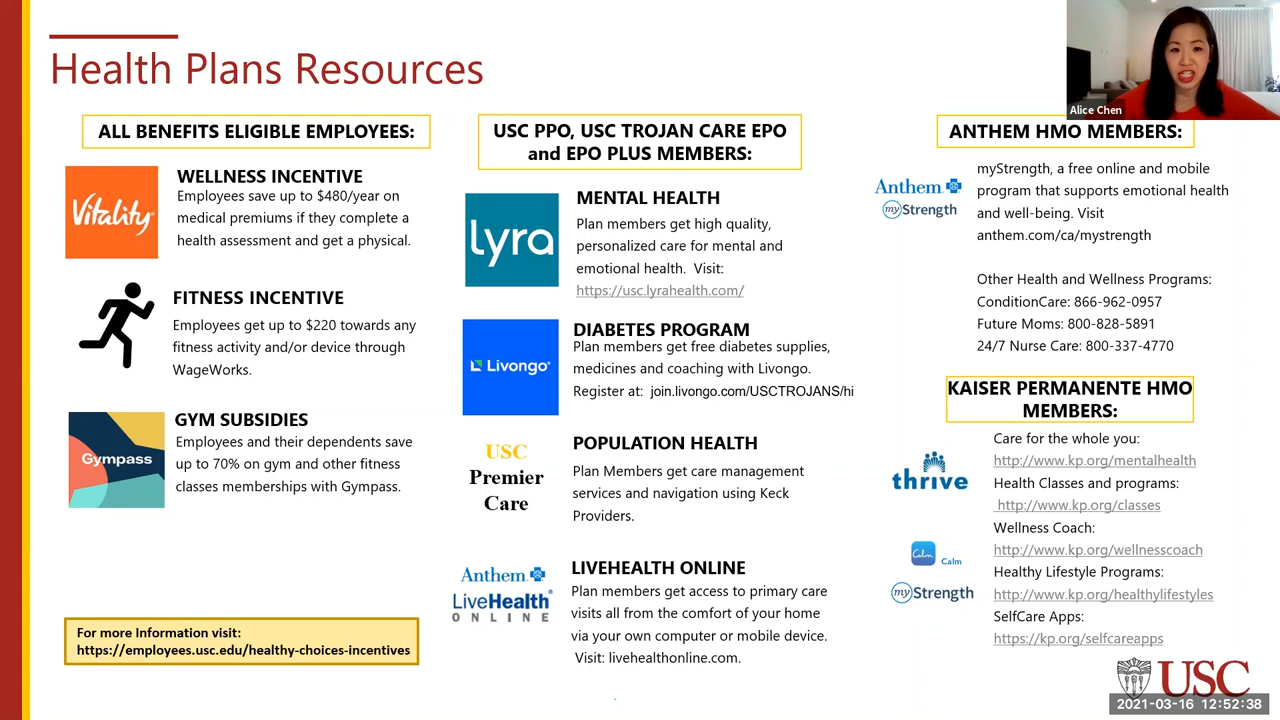 Health Plans Resources
Alice Chen
ALL BENEFITS ELIGIBLE EMPLOYEES:
Vitality
WELLNESS INCENTIVE
Employees save up to $480/year on
medical premiums if they complete a
health assessment and get a physical.
FITNESS INCENTIVE
Employees get up to $220 towards any
fitness activity and/or device through
WageWorks.
Gympass
GYM SUBSIDIES
Employees and their dependents save
up to 70% on gym and other fitness
classes memberships with Gympass.
For more Information visit:
https://employees.usc.edu/healthy-choices-incentives
USC PPO, USC TROJAN CARE EPO
and EPO PLUS MEMBERS:
lyra
MENTAL HEALTH
Plan members get high quality,
personalized care for mental and
emotional health. Visit:
https://usc.lyrahealth.com/
Livongo®
DIABETES PROGRAM
Plan members get free diabetes supplies,
medicines and coaching with Livongo.
Register at: join.livongo.com/USCTROJANS/hi
USC
Premier
Care
POPULATION HEALTH
Plan Members get care management
services and navigation using Keck
Providers.
Anthem
LiveHealth®
ONLINE
LIVEHEALTH ONLINE
Plan members get access to primary care
visits all from the comfort of your home
via your own computer or mobile device.
Visit: livehealthonline.com.
ANTHEM HMO MEMBERS:
Anthem
myStrength
myStrength, a free online and mobile
program that supports emotional health
and well-being. Visit
anthem.com/ca/mystrength
Other Health and Wellness Programs:
ConditionCare: 866-962-0957
Future Moms: 800-828-5891
24/7 Nurse Care: 800-337-4770
KAISER PERMANENTE HMO
MEMBERS:
thrive
Calm
Calm
myStrength
Care for the whole you:
http://www.kp.org/mentalhealth
Health Classes and programs:
http://www.kp.org/classes
Wellness Coach:
http://www.kp.org/wellnesscoach
Healthy Lifestyle Programs:
http://www.kp.org/healthylifestyles
SelfCare Apps:
https://kp.org/selfcareapps
USC
2021-03-16 12:52:38